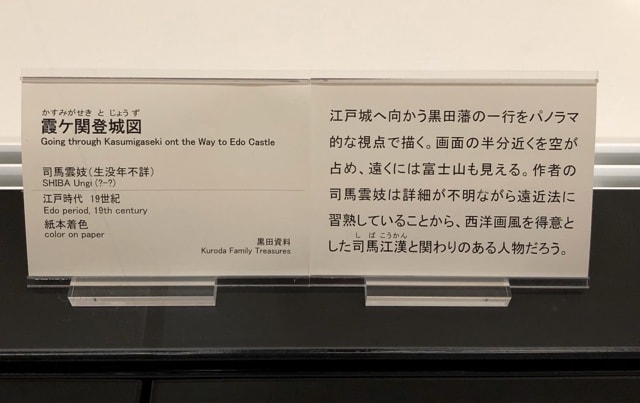 かすみがせき と じょう ず
霞ケ関登城図
Going through Kasumigaseki ont the Way to Edo Castle
司馬雲妓(生没年不詳)
SHIBA Ungi (?-?)
江戸時代 19世紀
Edo period, 19th century
紙本着色
color on paper
黒田資料
Kuroda Family Treasures
江戸城へ向かう黒田藩の一行をパノラマ
的な視点で描く。画面の半分近くを空が
占め、遠くには富士山も見える。作者の
司馬雲妓は詳細が不明ながら遠近法に
習熟していることから、西洋画風を得意と
し ば こうかん
した司馬江漢と関わりのある人物だろう。